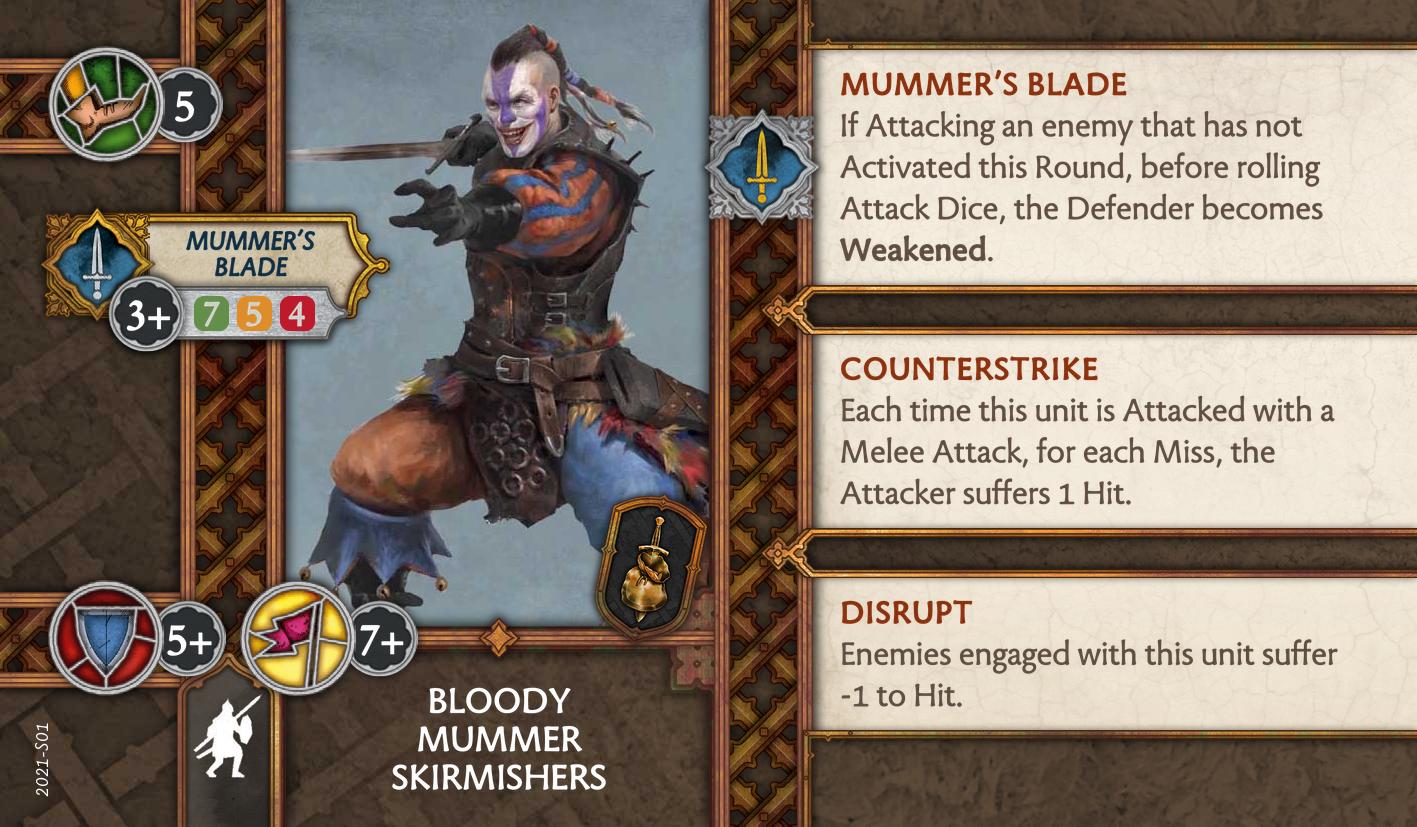 5
MUMMER'S
BLADE
3+
7 5 4
5+
7+
BLOODY
MUMMER
SKIRMISHERS
2021-S01
MUMMER'S BLADE
If Attacking an enemy that has not
Activated this Round, before rolling
Attack Dice, the Defender becomes
Weakened.
COUNTERSTRIKE
Each time this unit is Attacked with a
Melee Attack, for each Miss, the
Attacker suffers 1 Hit.
DISRUPT
Enemies engaged with this unit suffer
-1 to Hit.